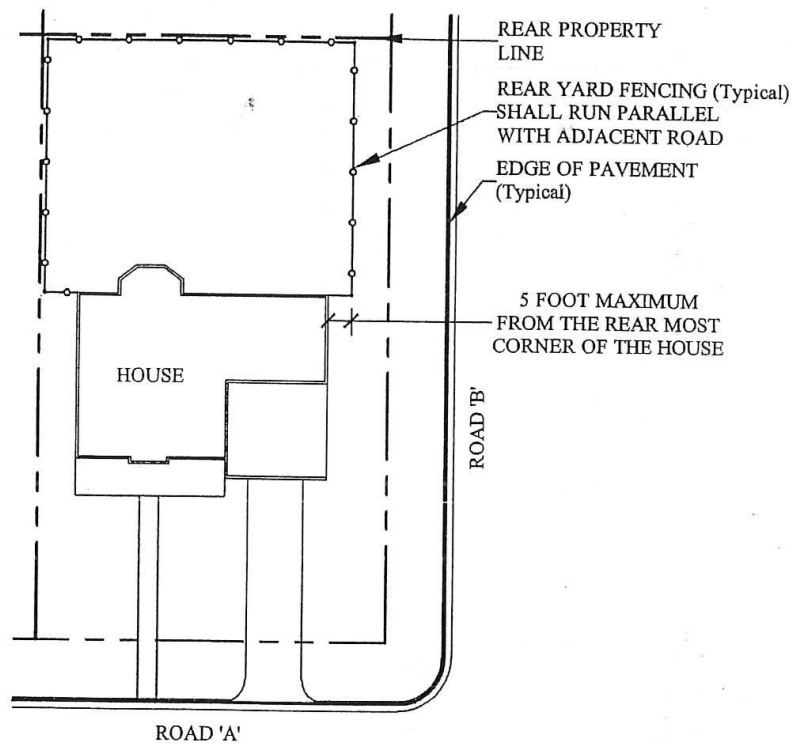 REAR PROPERTY
LINE
REAR YARD FENCING (Typical)
SHALL RUN PARALLEL
WITH ADJACENT ROAD
EDGE OF PAVEMENT
(Typical)
5 FOOT MAXIMUM
FROM THE REAR MOST
CORNER OF THE HOUSE
HOUSE
ROAD 'B'
ROAD 'A'